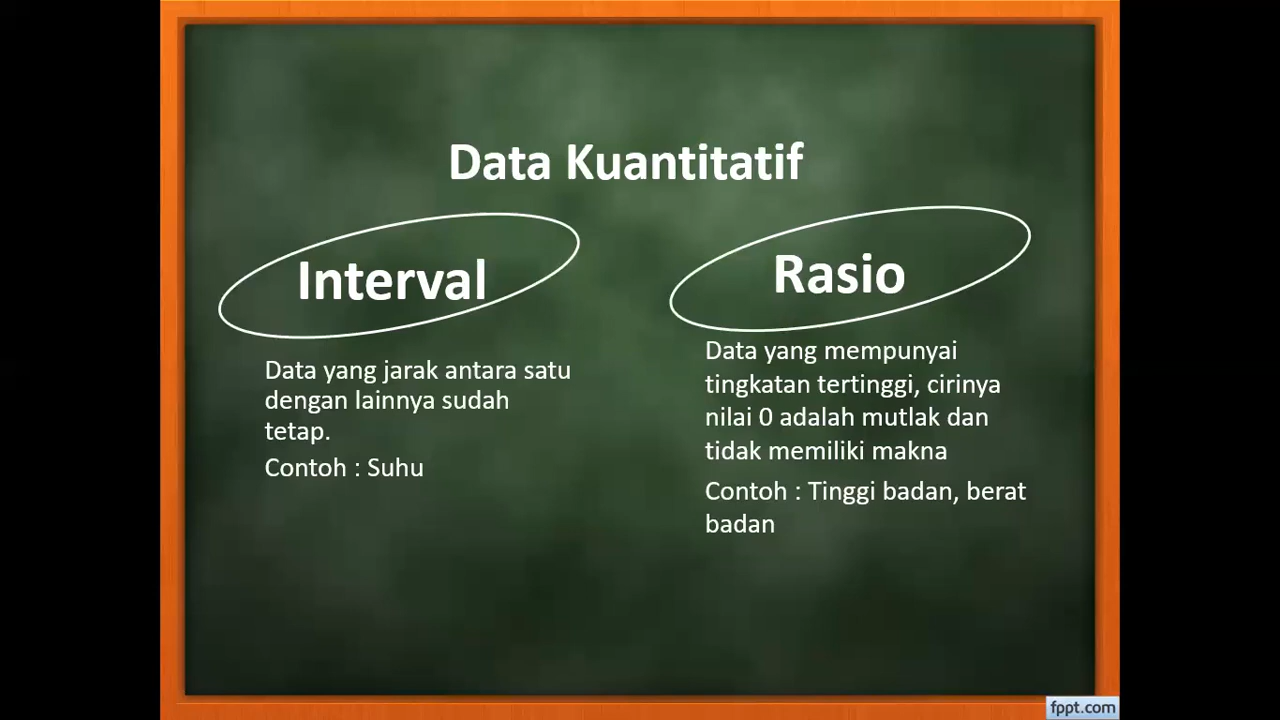 Data Kuantitatif
Interval
Data yang jarak antara satu
dengan lainnya sudah
tetap.
Contoh : Suhu
Rasio
Data yang mempunyai
tingkatan tertinggi, cirinya
nilai 0 adalah mutlak dan
tidak memiliki makna
Contoh : Tinggi badan, berat
badan
fppt.com